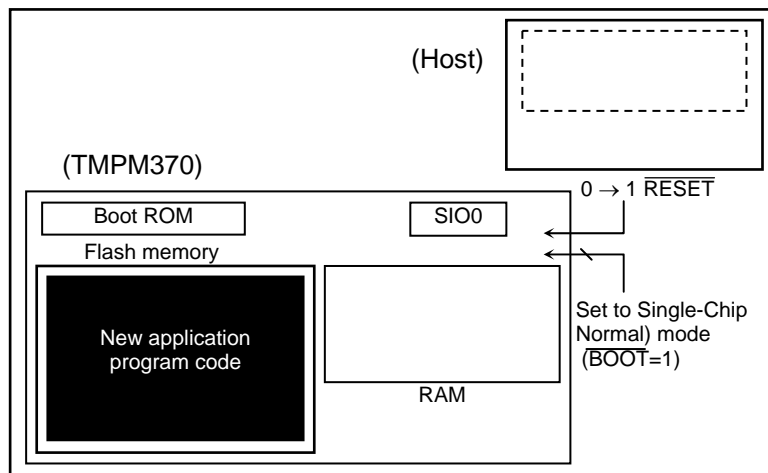 (Host)
(TMPM370)
0 → 1 RESET
Boot ROM
SIO0
Flash memory
New application
program code
Set to Single-Chip
Normal) mode
(BOOT=1)
RAM